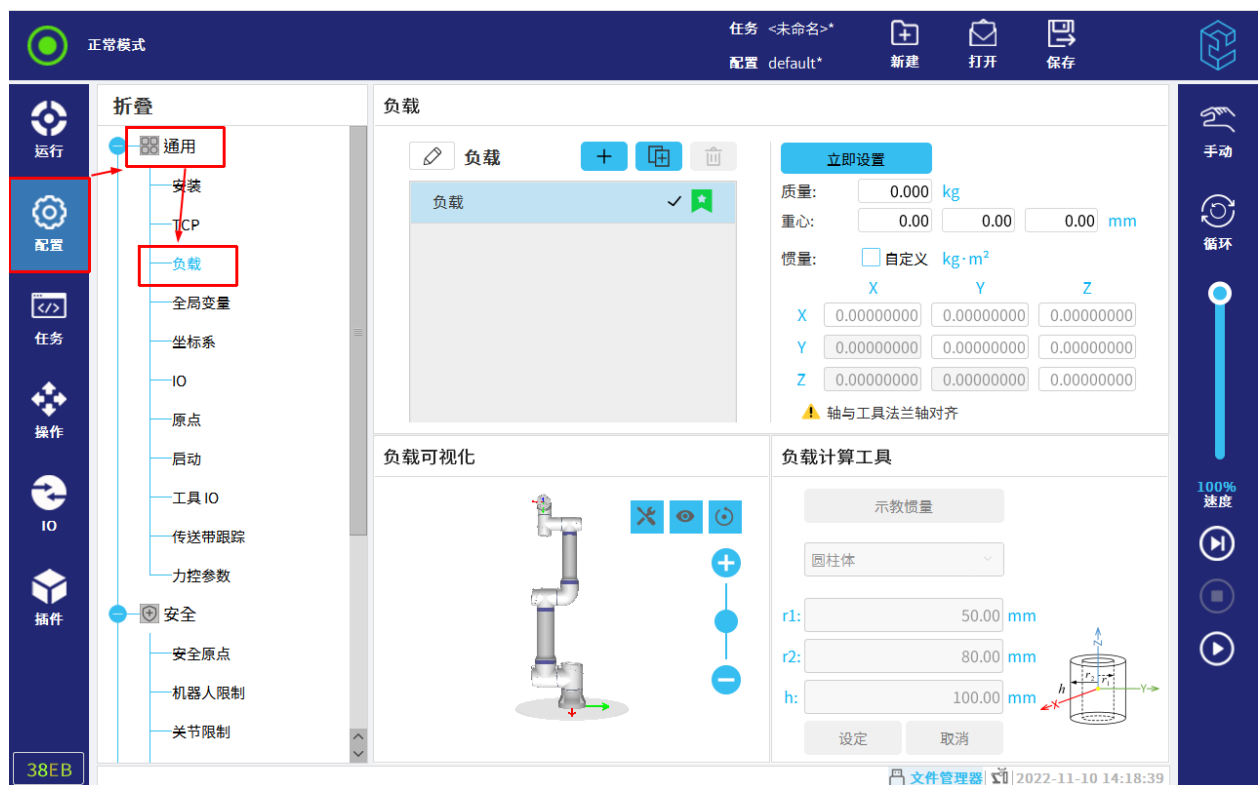 正常模式
任务 <未命名>*
配置 default*
新建
打开
保存
运行
配置
任务
操作
IO
插件
38EB
折叠
通用
安装
TCP
负载
全局变量
坐标系
IO
原点
启动
工具 IO
传送带跟踪
力控参数
安全
安全原点
机器人限制
关节限制
负载
负载
负载
立即设置
质量: 0.000 kg
重心: 0.00 0.00 0.00 mm
惯量: 自定义 kg·m²
X Y Z
X 0.00000000 0.00000000 0.00000000
Y 0.00000000 0.00000000 0.00000000
Z 0.00000000 0.00000000 0.00000000
轴与工具法兰轴对齐
负载可视化
负载计算工具
示教惯量
圆柱体
r1: 50.00 mm
r2: 80.00 mm
h: 100.00 mm
Z
r₂ r₁
h
X
Y
设定 取消
手动
循环
100%
速度
文件管理器 2022-11-10 14:18:39